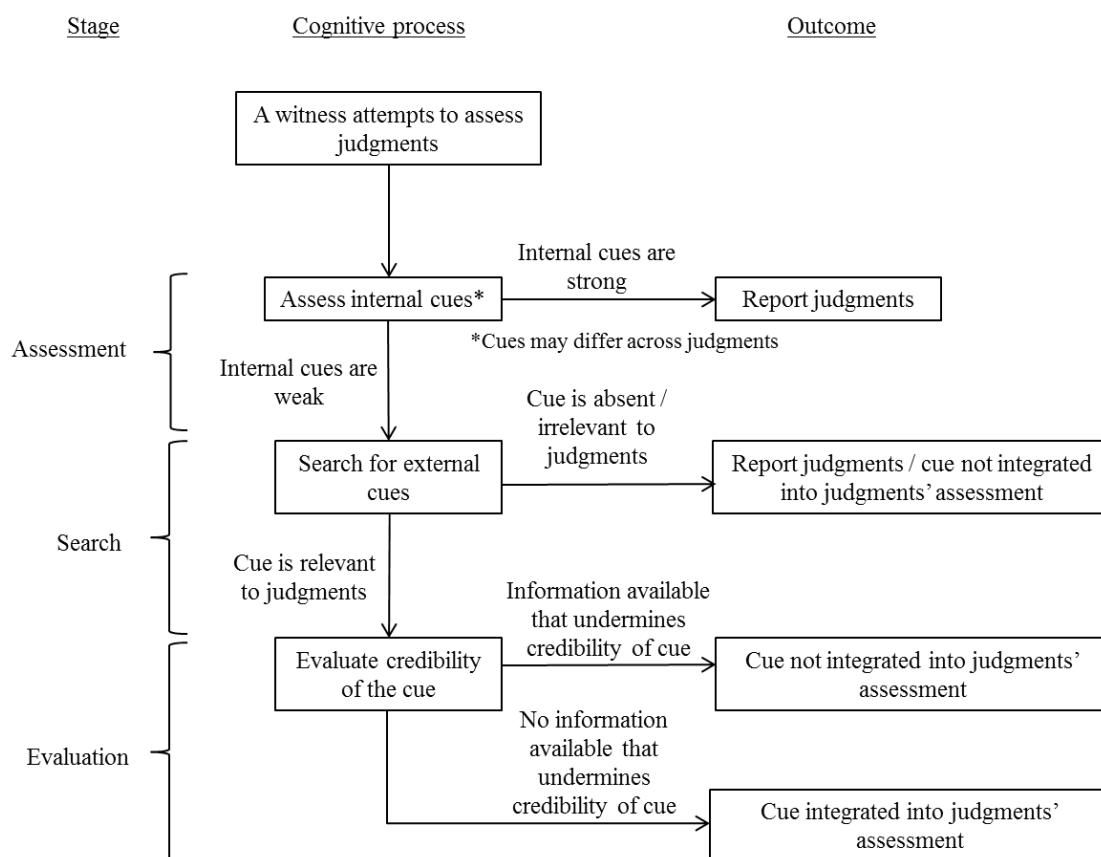 Stage
Cognitive process
Outcome
A witness attempts to assess
judgments
Internal cues are
strong
Assess internal cues*
Report judgments
*Cues may differ across judgments
Assessment
Internal cues are
weak
Cue is absent /
irrelevant to
judgments
Search for external
cues
Report judgments / cue not integrated
into judgments’ assessment
Search
Cue is relevant
to judgments
Information available
that undermines
credibility of cue
Evaluate credibility
of the cue
Cue not integrated into judgments’
assessment
No information
available that
undermines
credibility of cue
Evaluation
Cue integrated into judgments’
assessment